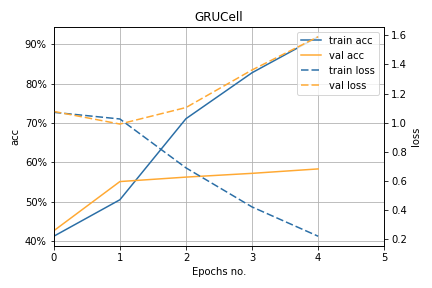 GRUCell
90%
80%
70%
60%
50%
40%
acc
1.6
1.4
1.2
1.0
0.8
0.6
0.4
0.2
loss
train acc
val acc
train loss
val loss
0 1 2 3 4 5
Epochs no.